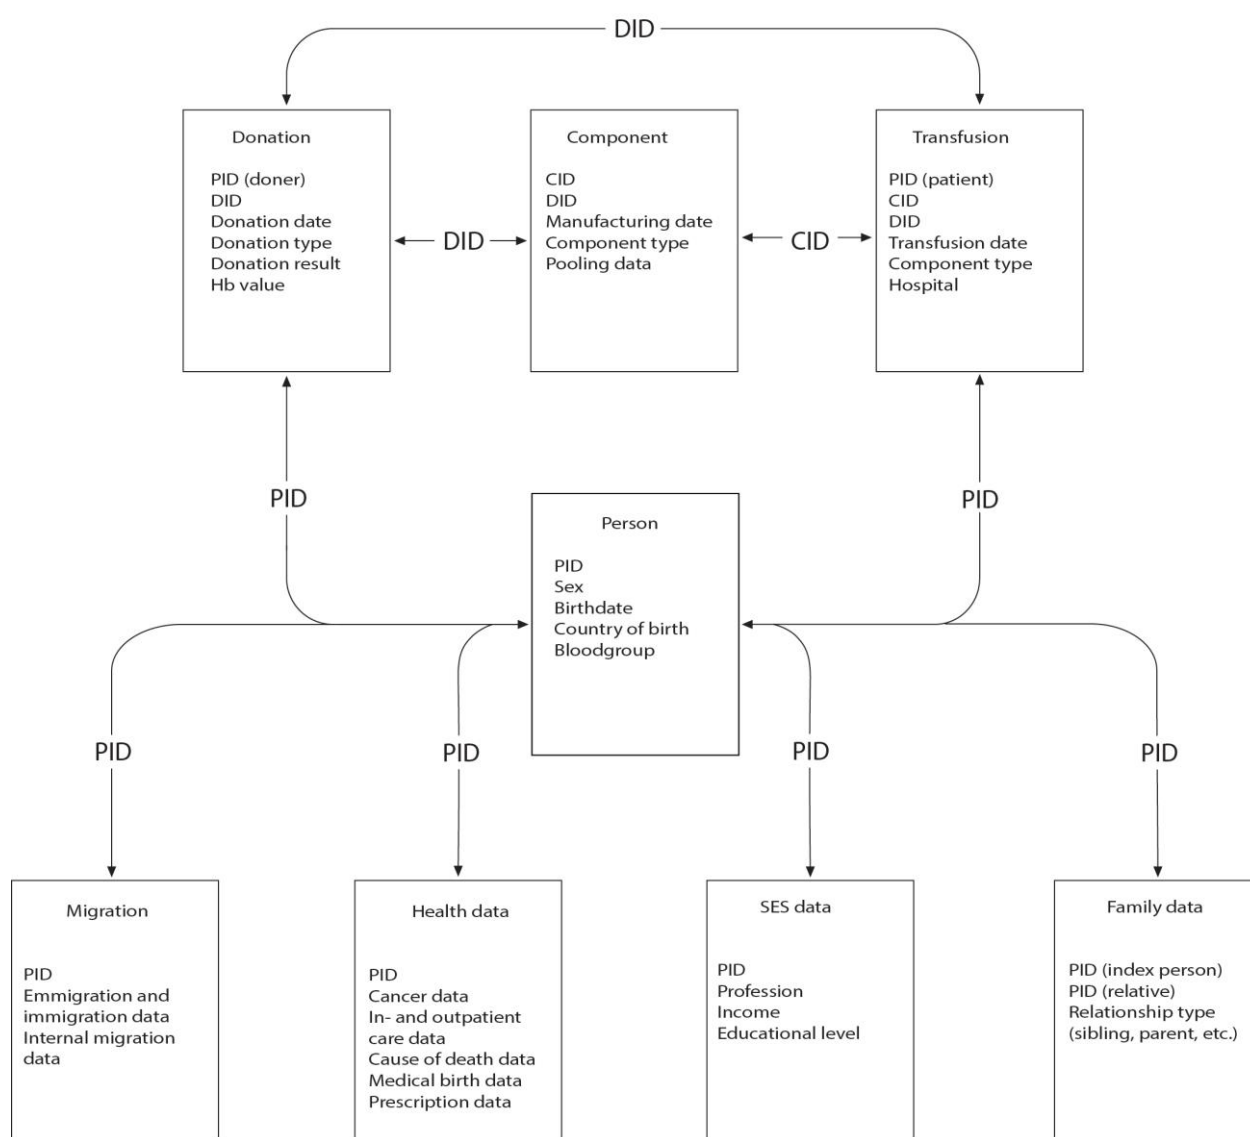 DID
Donation
PID (doner)
DID
Donation date
Donation type
Donation result
Hb value
DID
Component
CID
DID
Manufacturing date
Component type
Pooling data
CID
Transfusion
PID (patient)
CID
DID
Transfusion date
Component type
Hospital
PID
Person
PID
Sex
Birthdate
Country of birth
Bloodgroup
PID
PID
PID
PID
PID
Migration
PID
Emmigration and
immigration data
Internal migration
data
Health data
PID
Cancer data
In- and outpatient
care data
Cause of death data
Medical birth data
Prescription data
SES data
PID
Profession
Income
Educational level
Family data
PID (index person)
PID (relative)
Relationship type
(sibling, parent, etc.)